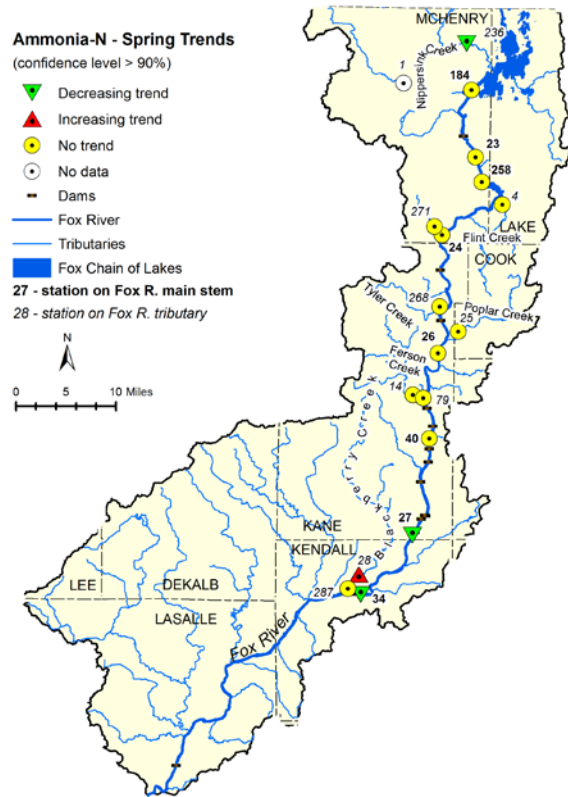 Ammonia-N - Spring Trends
(confidence level > 90%)
Decreasing trend
Increasing trend
No trend
No data
Dams
Fox River
Tributaries
Fox Chain of Lakes
27 - station on Fox R. main stem
28 - station on Fox R. tributary
N
0 5 10 Miles
MCHENRY
236
Nippersink Creek
1
184
23
258
4
271
LAKE
24
Flint Creek
COOK
268
Tyler Creek
Poplar Creek
25
26
Ferson
Creek
14
79
40
Blackberry Creek
27
KANE
KENDALL
28
LEE
DEKALB
287
34
LASALLE
Fox River